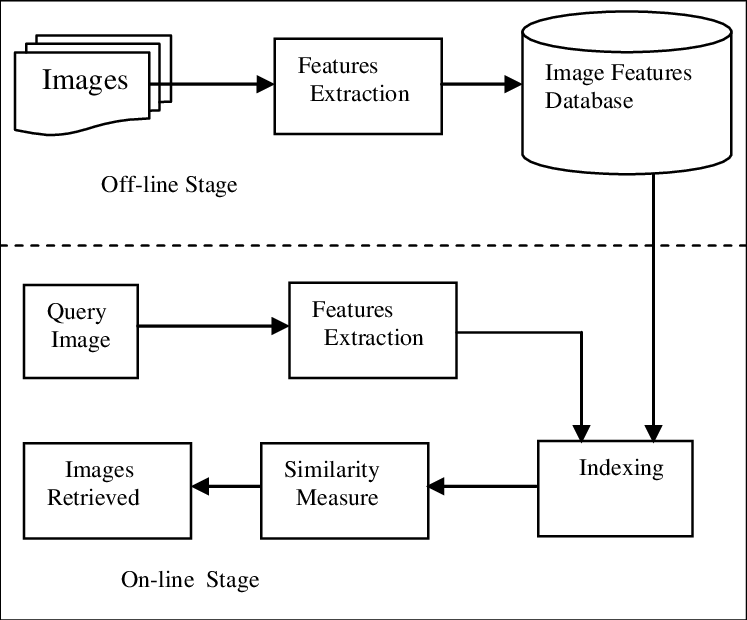 Images
Features
Extraction
Image Features
Database
Off-line Stage
Query
Image
Features
Extraction
Images
Retrieved
Similarity
Measure
Indexing
On-line Stage